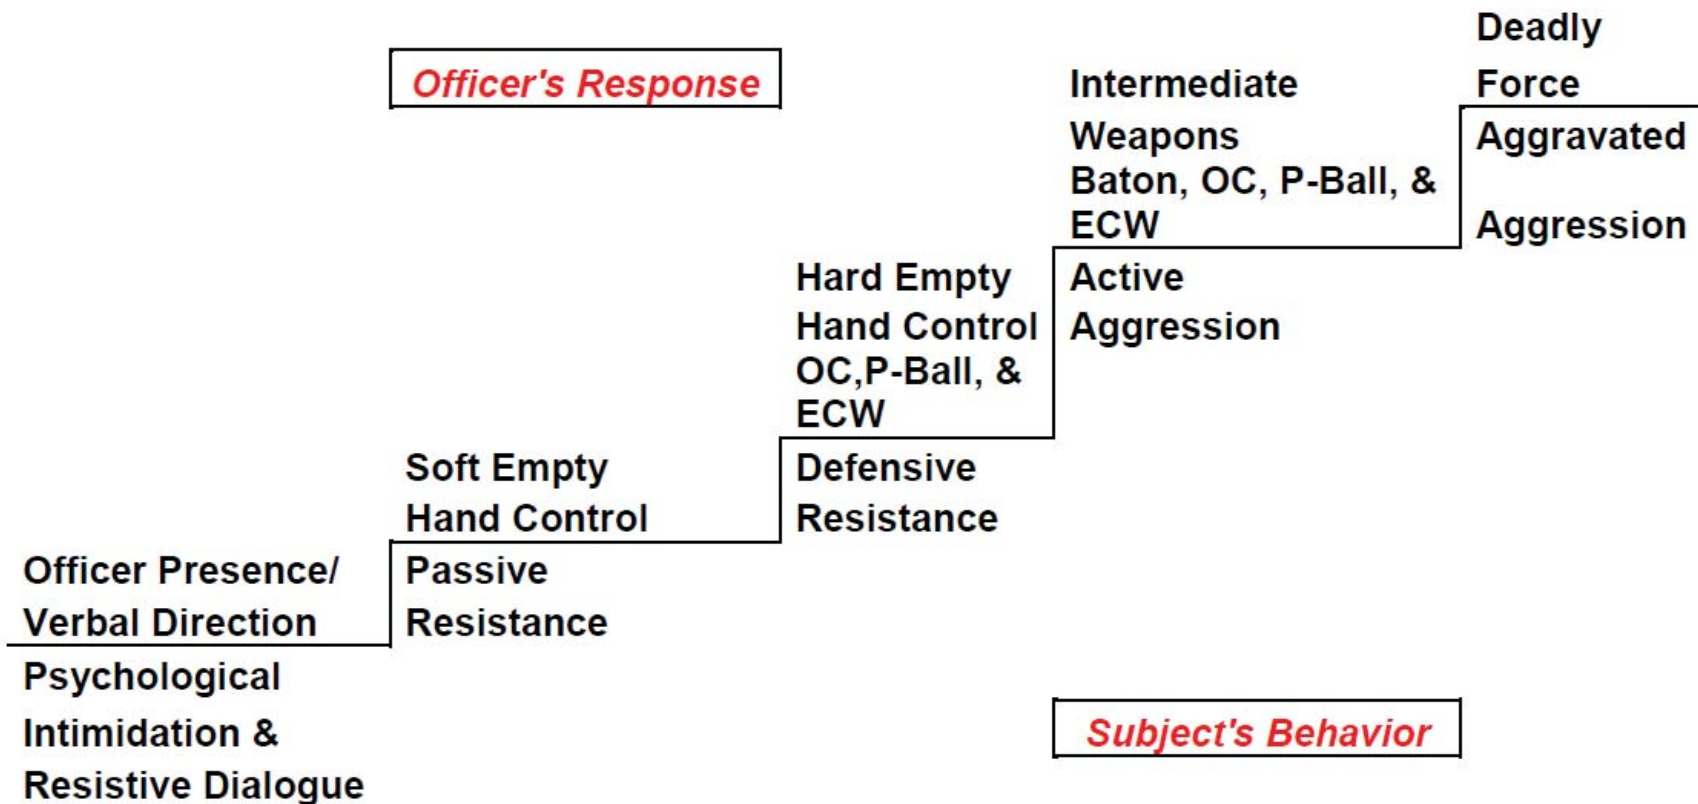 Officer's Response
Deadly
Force
Intermediate
Weapons
Baton, OC, P-Ball, &
ECW
Aggravated
Aggression
Hard Empty
Hand Control
OC,P-Ball, &
ECW
Active
Aggression
Soft Empty
Hand Control
Defensive
Resistance
Officer Presence/
Verbal Direction
Passive
Resistance
Psychological
Intimidation &
Resistive Dialogue
Subject's Behavior